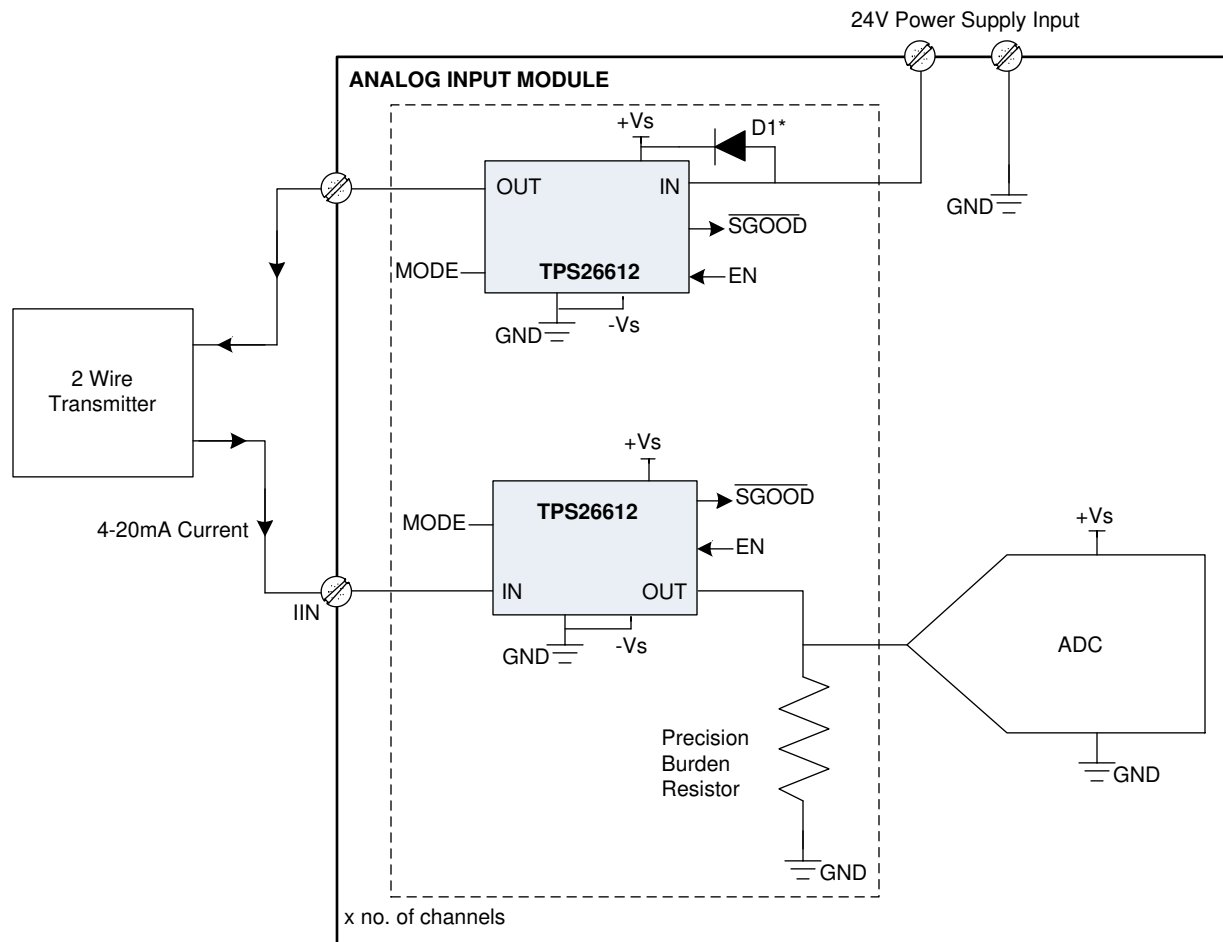 24V Power Supply Input
ANALOG INPUT MODULE
+Vs
D1*
OUT
IN
GND
SGOOD
MODE
TPS26612
EN
GND
-Vs
2 Wire
Transmitter
+Vs
SGOOD
TPS26612
MODE
EN
4-20mA Current
+Vs
IN
OUT
IIN
GND
-Vs
ADC
Precision
Burden
Resistor
GND
GND
x no. of channels